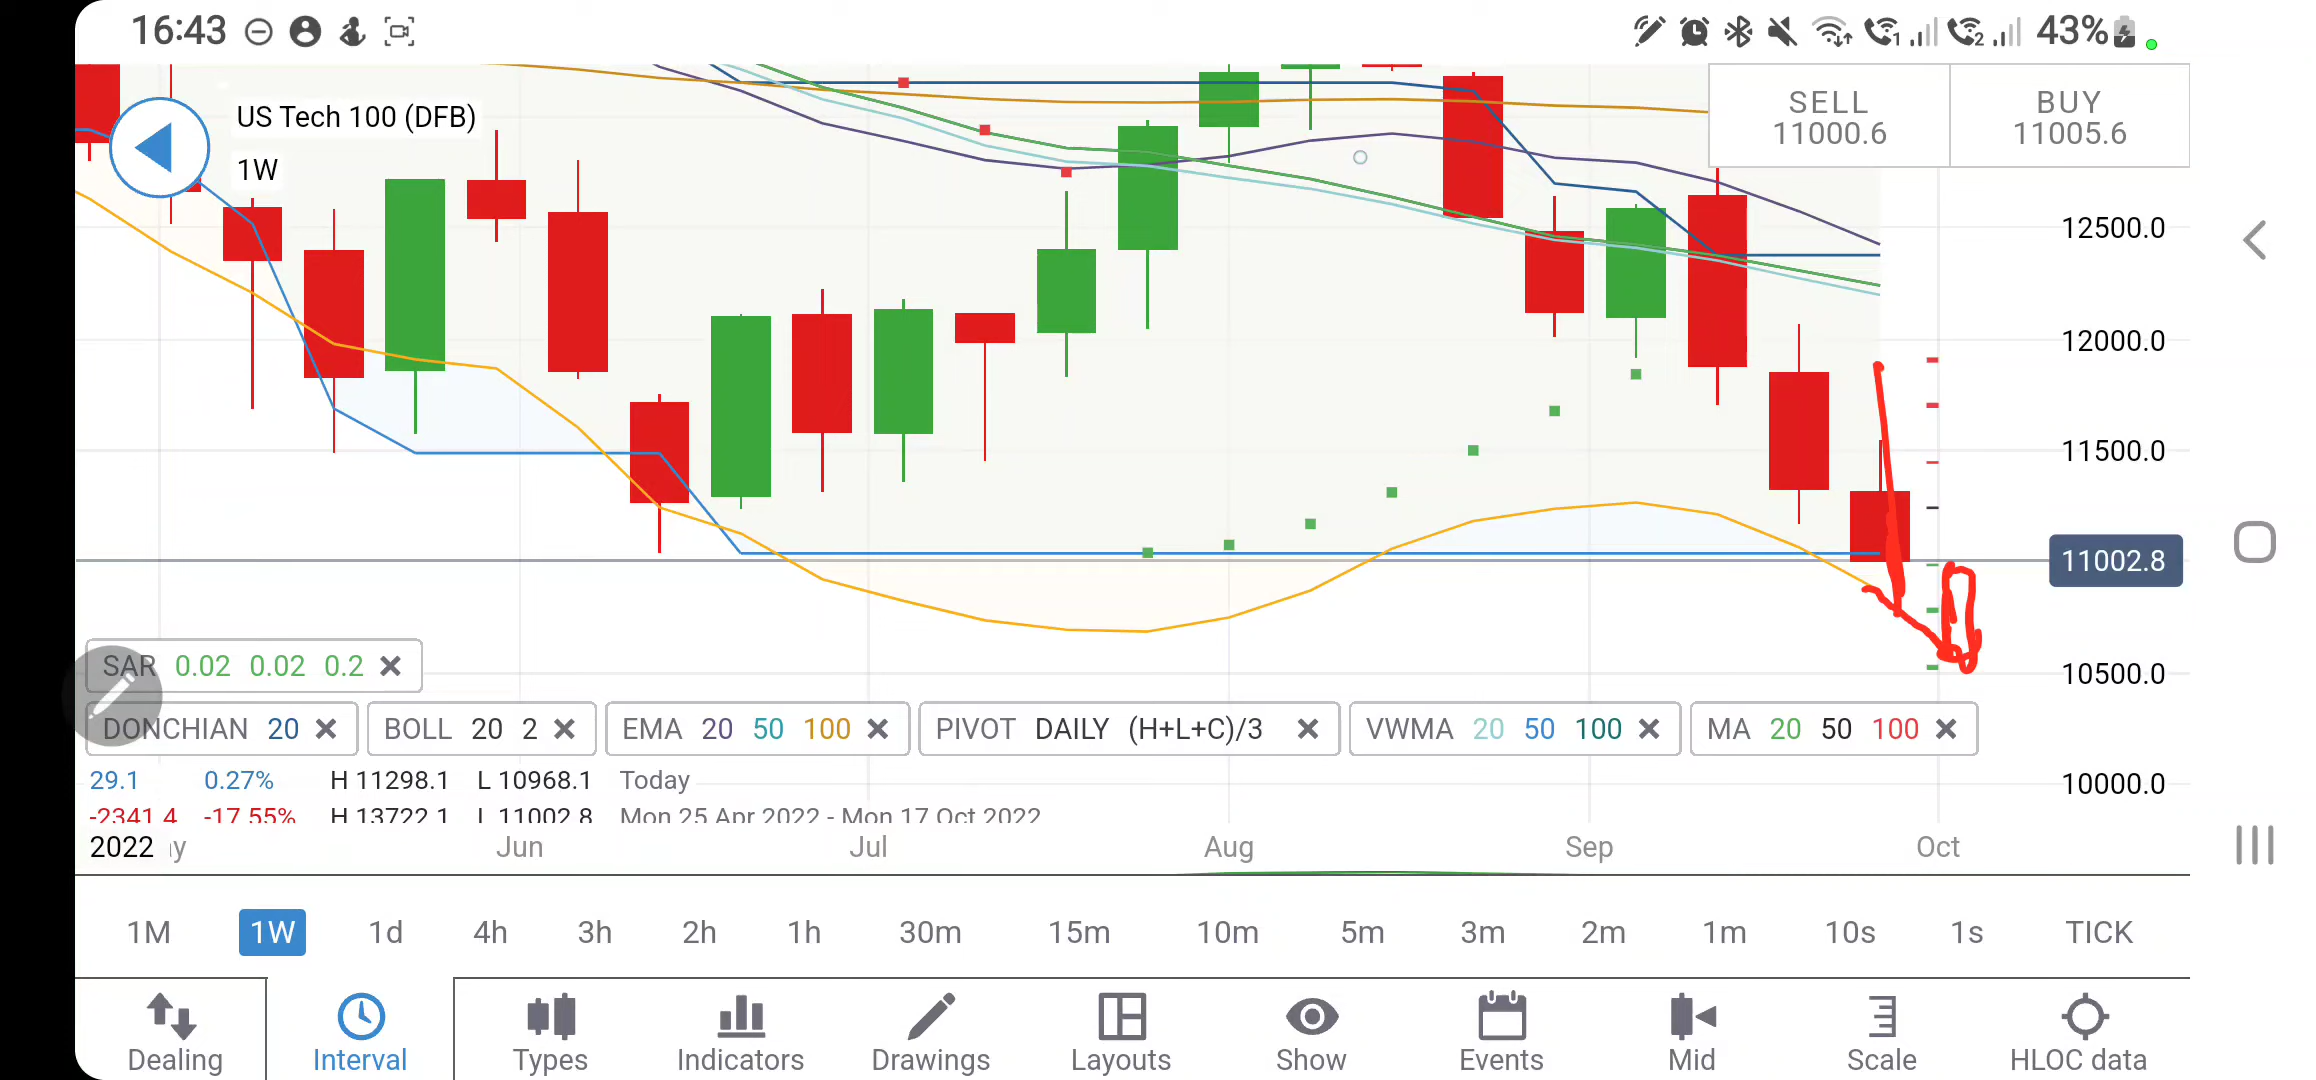 16:43
1 2 43%
US Tech 100 (DFB)
1W
SELL
11000.6
BUY
11005.6
12500.0
12000.0
11500.0
11002.8
10500.0
10000.0
SAR 0.02 0.02 0.2
DONCHIAN 20 BOLL 20 2 EMA 20 50 100 PIVOT DAILY (H+L+C)/3 VWMA 20 50 100 MA 20 50 100
29.1 0.27% H 11298.1 L 10968.1 Today
-2341.4 -17.55% H 13722.1 L 11002.8 Mon 25 Apr 2022 - Mon 17 Oct 2022
2022 y Jun Jul Aug Sep Oct
1M 1W 1d 4h 3h 2h 1h 30m 15m 10m 5m 3m 2m 1m 10s 1s TICK
Dealing Interval Types Indicators Drawings Layouts Show Events Mid Scale HLOC data